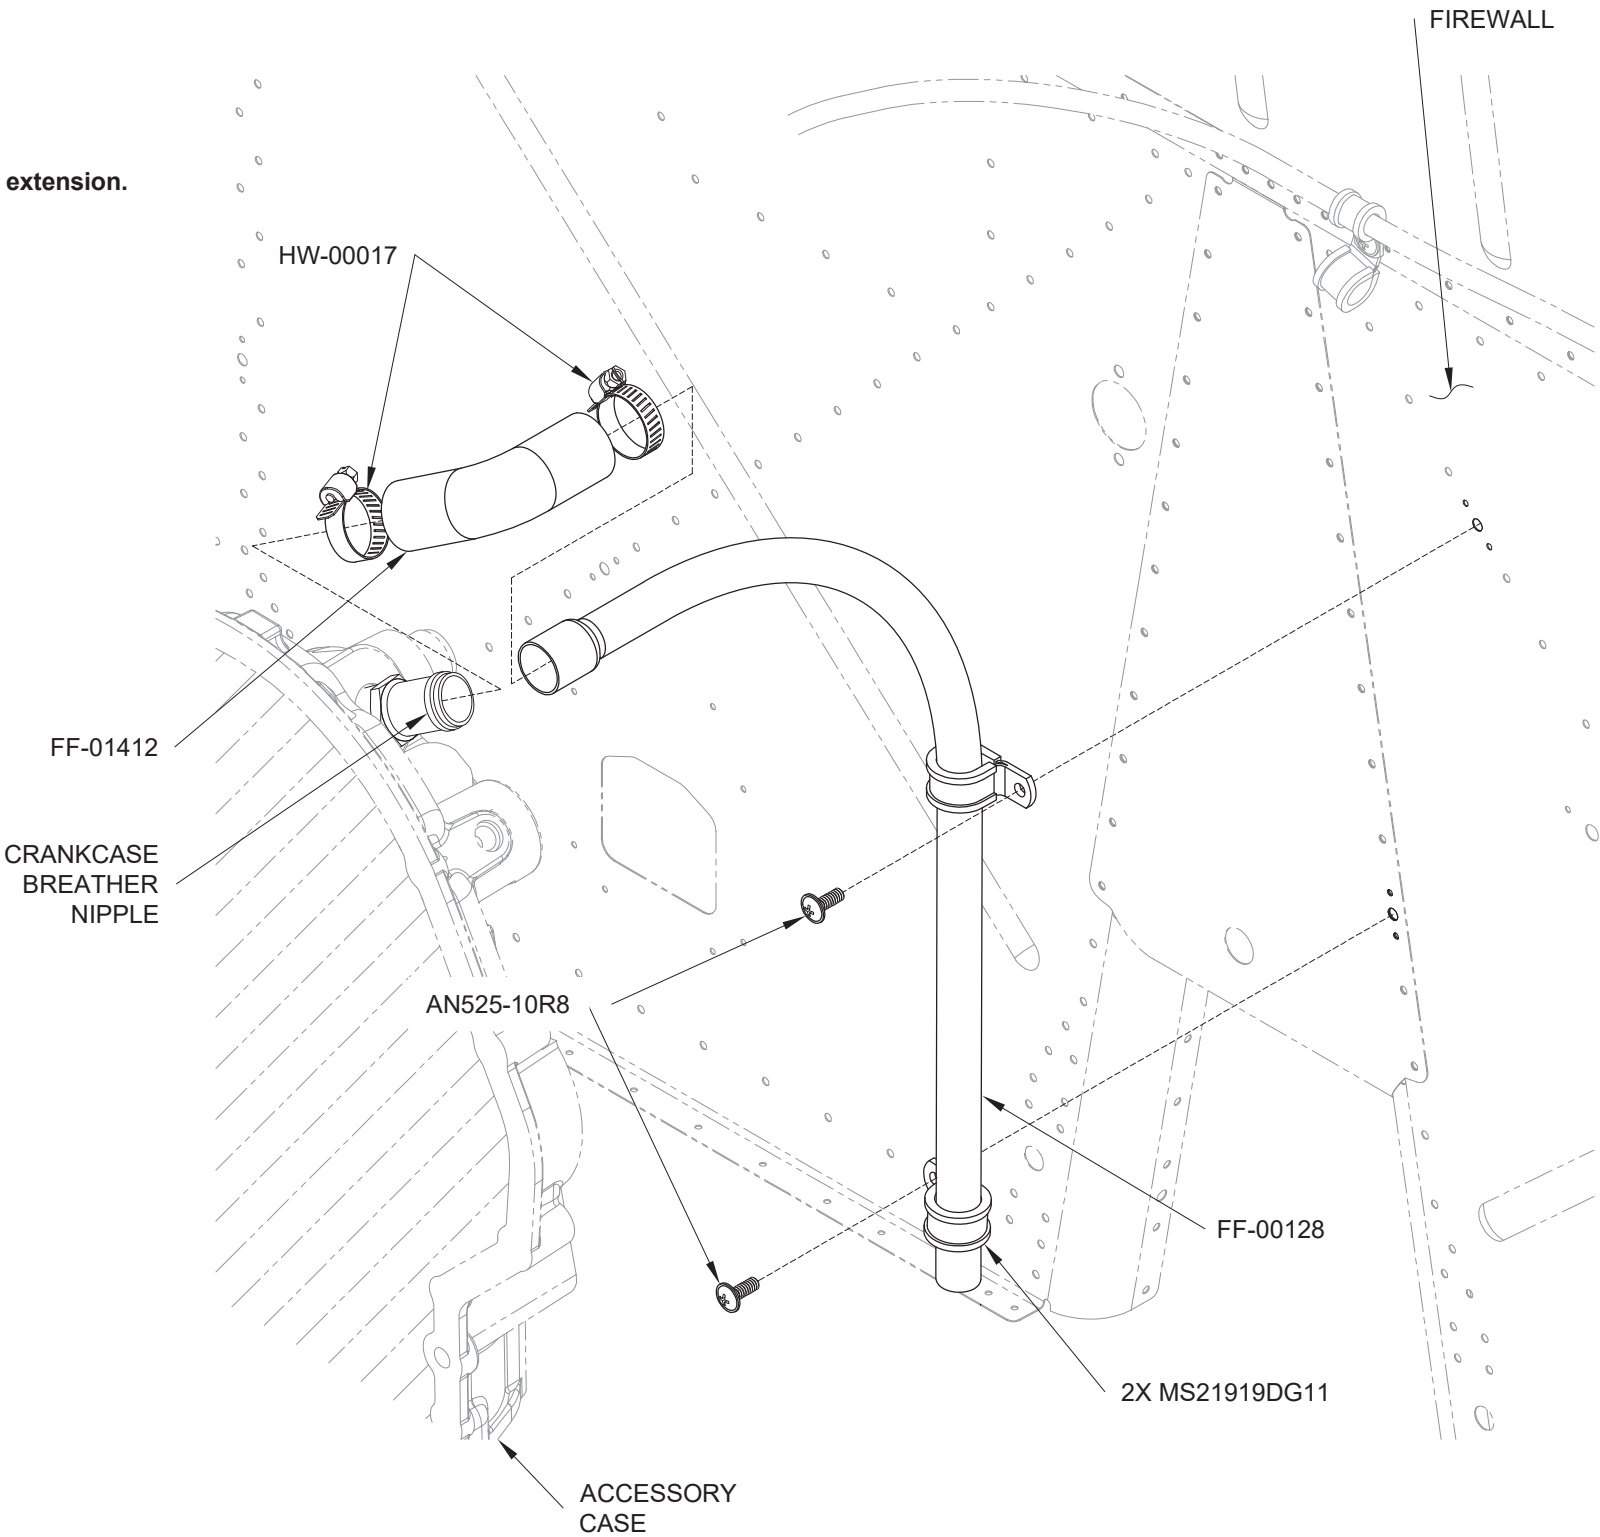 FIREWALL
extension.
HW-00017
FF-01412
CRANKCASE
BREATHER
NIPPLE
AN525-10R8
FF-00128
2X MS21919DG11
ACCESSORY
CASE